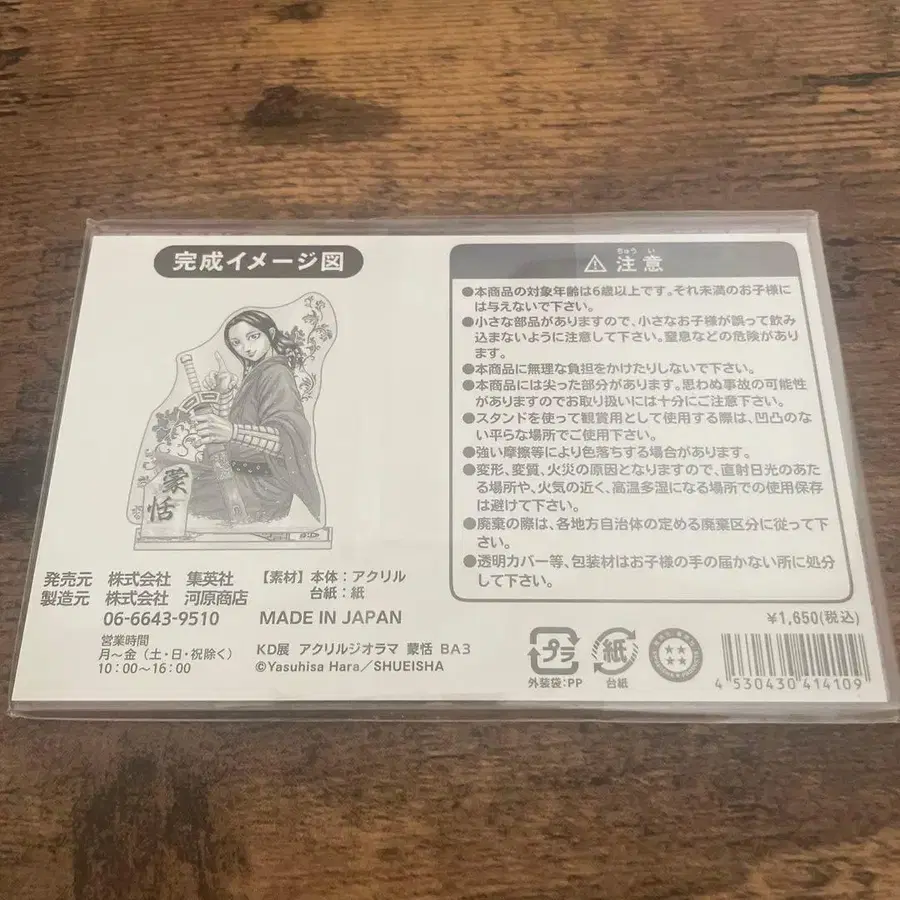 完成イメージ図
蒙恬
発売元 株式会社 集英社
製造元 株式会社 河原商店
06-6643-9510
営業時間
月〜金(土・日・祝除く)
10:00〜16:00
【素材】本体:アクリル
台紙:紙
MADE IN JAPAN
KD展 アクリルジオラマ 蒙恬 BA3
©Yasuhisa Hara/SHUEISHA
ちゅう い
⚠注意
●本商品の対象年齢は6歳以上です。それ未満のお子様に
は与えないで下さい。
●小さな部品がありますので、小さなお子様が誤って飲み
込まないように注意して下さい。窒息などの危険があり
ます。
●本商品に無理な負担をかけたりしないで下さい。
●本商品には尖った部分があります。思わぬ事故の可能性
がありますのでお取り扱いには十分にご注意下さい。
●スタンドを使って観賞用として使用する際は、凹凸のな
い平らな場所でご使用下さい。
●強い摩擦等により色落ちする場合があります。
●変形、変質、火災の原因となりますので、直射日光のあた
る場所や、火気の近く、高温多湿になる場所での使用保存
は避けて下さい。
●廃棄の際は、各地方自治体の定める廃棄区分に従って下
さい。
●透明カバー等、包装材はお子様の手の届かない所に処分
して下さい。
¥1,650(税込)
プラ
外装袋:PP
紙
台紙
4 530430 414109